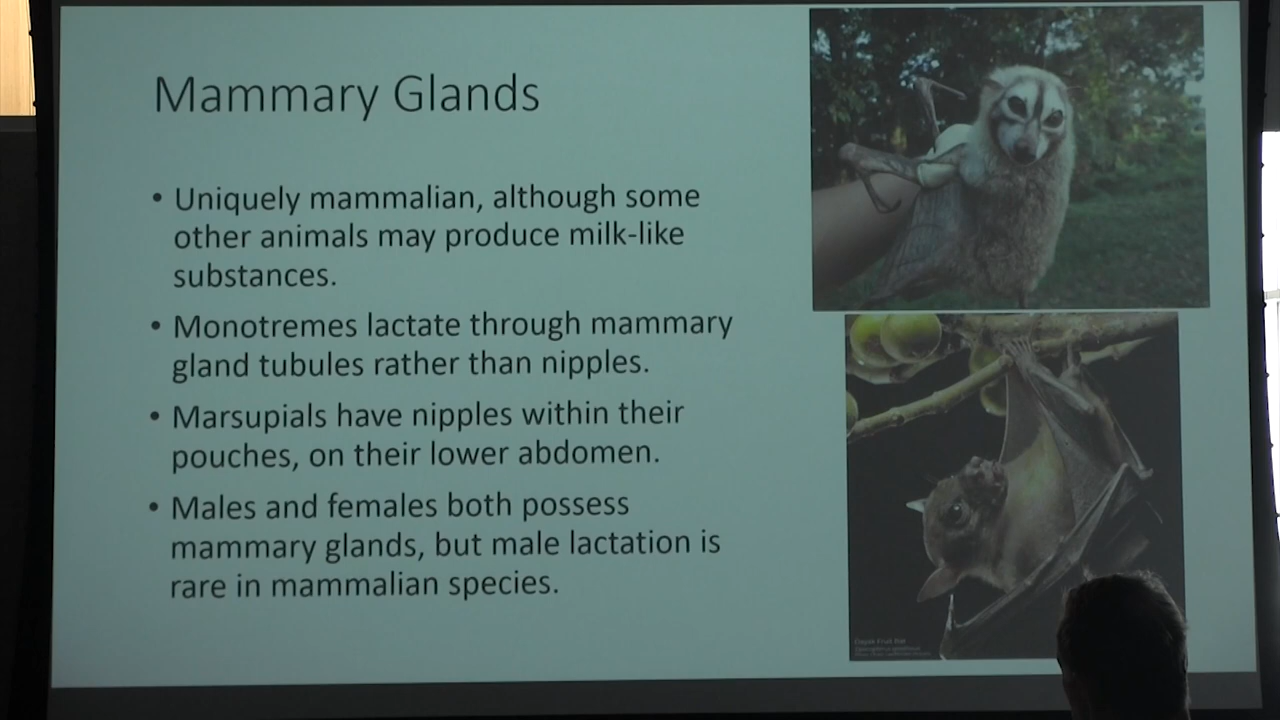 Mammary Glands
• Uniquely mammalian, although some
other animals may produce milk-like
substances.
• Monotremes lactate through mammary
gland tubules rather than nipples.
• Marsupials have nipples within their
pouches, on their lower abdomen.
• Males and females both possess
mammary glands, but male lactation is
rare in mammalian species.
Dayak Fruit Bat